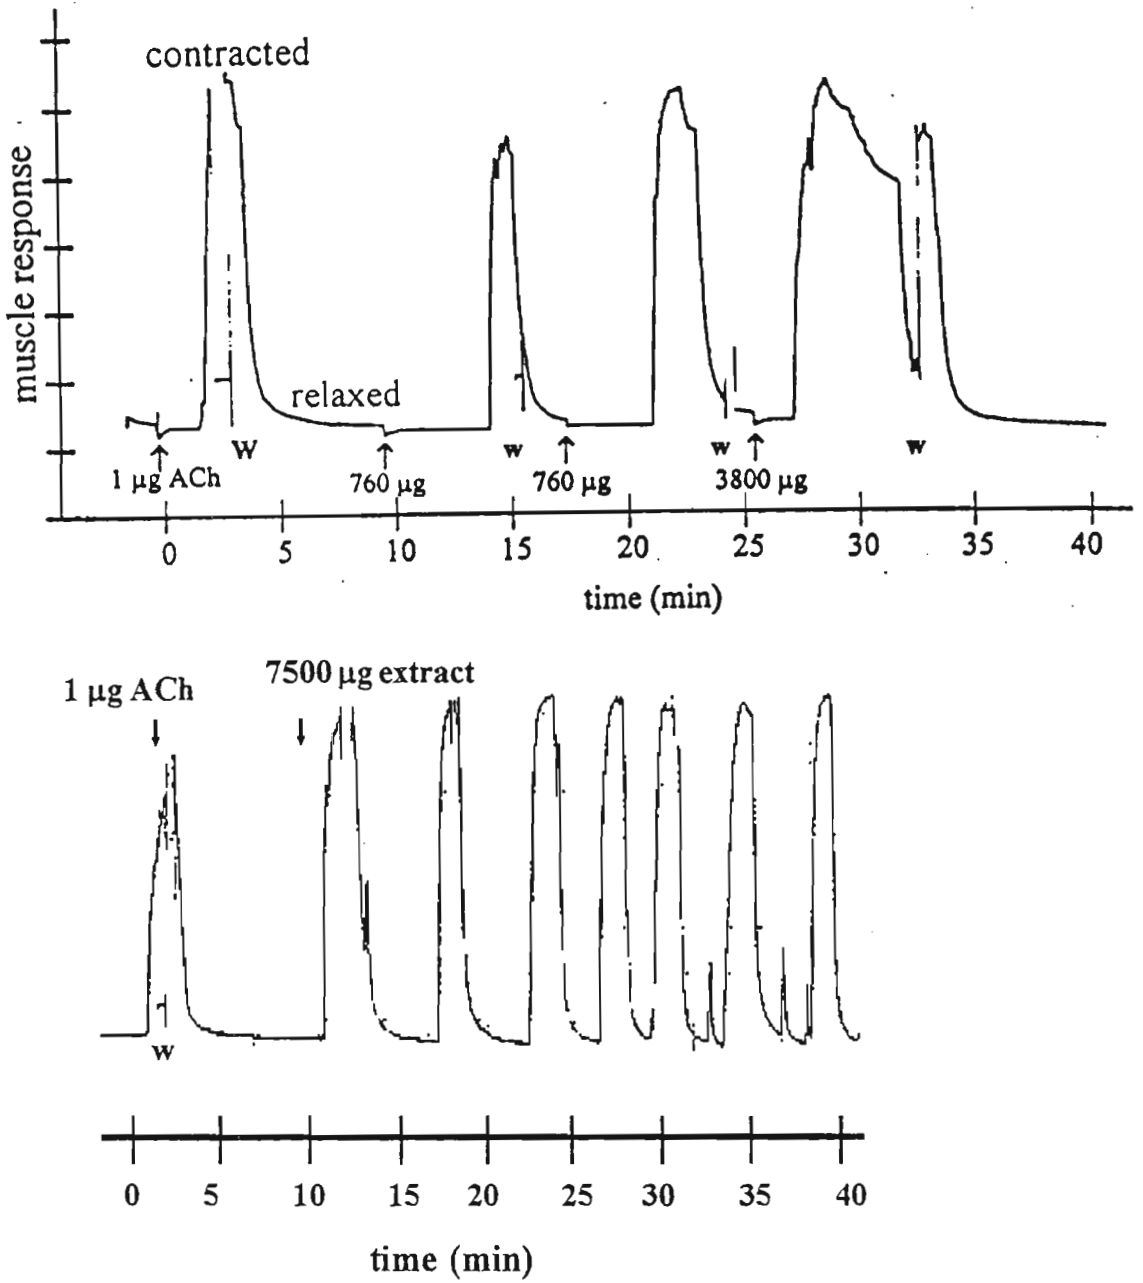 contracted
muscle response
relaxed
W w w w
1 μg ACh 760 μg 760 μg 3800 μg
0 5 10 15 20 25 30 35 40
time (min)
7500 μg extract
1 μg ACh
w
0 5 10 15 20 25 30 35 40
time (min)